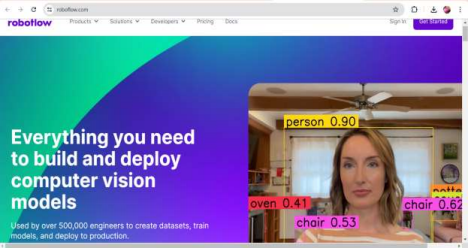 roboflow.com
roboflow Products Solutions Developers Pricing Docs Sign In Get Started
Everything you need
to build and deploy
computer vision
models
Used by over 500,000 engineers to create datasets, train
models, and deploy to production.
person 0.90
oven 0.41
chair 0.53
chair 0.62